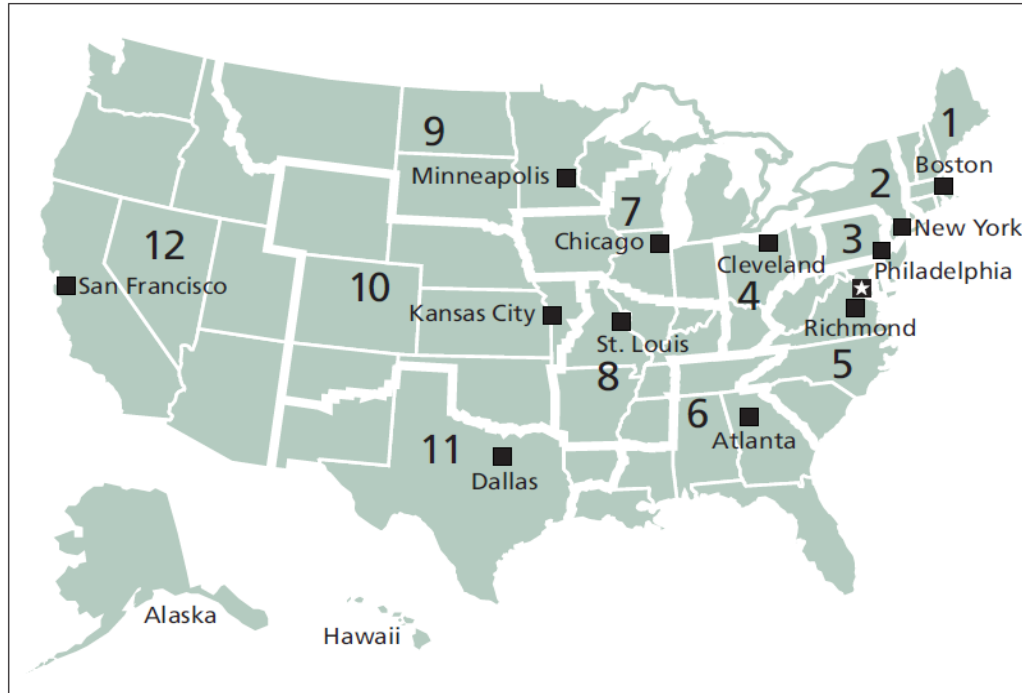 1
9
Boston
Minneapolis
2
7
New York
12
Chicago
3
Cleveland
Philadelphia
San Francisco
10
4
Kansas City
Richmond
St. Louis
5
8
6
Atlanta
11
Dallas
Alaska
Hawaii